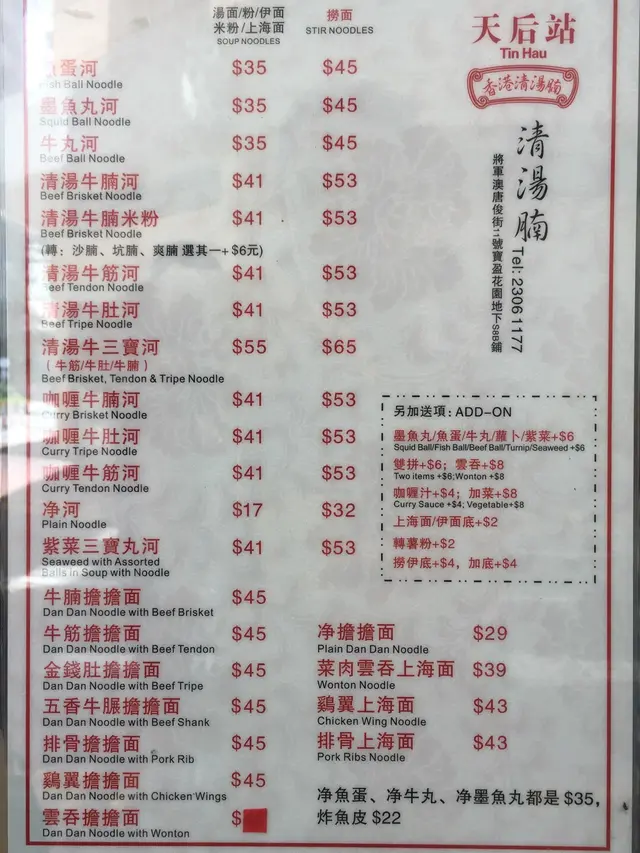 湯面/粉/伊面
米粉/上海面
SOUP NOODLES
撈面
STIR NOODLES
天后站
Tin Hau
香港清湯腩
清湯腩
將軍澳唐俊街11號寶盈花園地下S8B鋪
Tel: 2306 1177
魚蛋河 $35 $45
Fish Ball Noodle
墨魚丸河 $35 $45
Squid Ball Noodle
牛丸河 $35 $45
Beef Ball Noodle
清湯牛腩河 $41 $53
Beef Brisket Noodle
清湯牛腩米粉 $41 $53
Beef Brisket Noodle
(轉：沙腩、坑腩、爽腩 選其一+ $6元)
清湯牛筋河 $41 $53
Beef Tendon Noodle
清湯牛肚河 $41 $53
Beef Tripe Noodle
清湯牛三寶河 $55 $65
(牛筋/牛肚/牛腩)
Beef Brisket, Tendon & Tripe Noodle
咖喱牛腩河 $41 $53
Curry Brisket Noodle
咖喱牛肚河 $41 $53
Curry Tripe Noodle
咖喱牛筋河 $41 $53
Curry Tendon Noodle
净河 $17 $32
Plain Noodle
紫菜三寶丸河 $41 $53
Seaweed with Assorted
Balls in Soup with Noodle
另加送項: ADD-ON
墨魚丸/魚蛋/牛丸/蘿卜/紫菜+$6
Squid Ball/Fish Ball/Beef Ball/Turnip/Seaweed +$6
雙拼+$6；雲吞+$8
Two items +$6;Wonton +$8
咖喱汁+$4；加菜+$8
Curry Sauce +$4; Vegetable+$8
上海面/伊面底+$2
轉薯粉+$2
撈伊底+$4，加底+$4
牛腩擔擔面 $45
Dan Dan Noodle with Beef Brisket
牛筋擔擔面 $45
Dan Dan Noodle with Beef Tendon
金錢肚擔擔面 $45
Dan Dan Noodle with Beef Tripe
五香牛𦟌擔擔面 $45
Dan Dan Noodle with Beef Shank
排骨擔擔面 $45
Dan Dan Noodle with Pork Rib
鷄翼擔擔面 $45
Dan Dan Noodle with Chicken Wings
雲吞擔擔面 $
Dan Dan Noodle with Wonton
净擔擔面 $29
Plain Dan Dan Noodle
菜肉雲吞上海面 $39
Wonton Noodle
鷄翼上海面 $43
Chicken Wing Noodle
排骨上海面 $43
Pork Ribs Noodle
净魚蛋、净牛丸、净墨魚丸都是 $35，
炸魚皮 $22